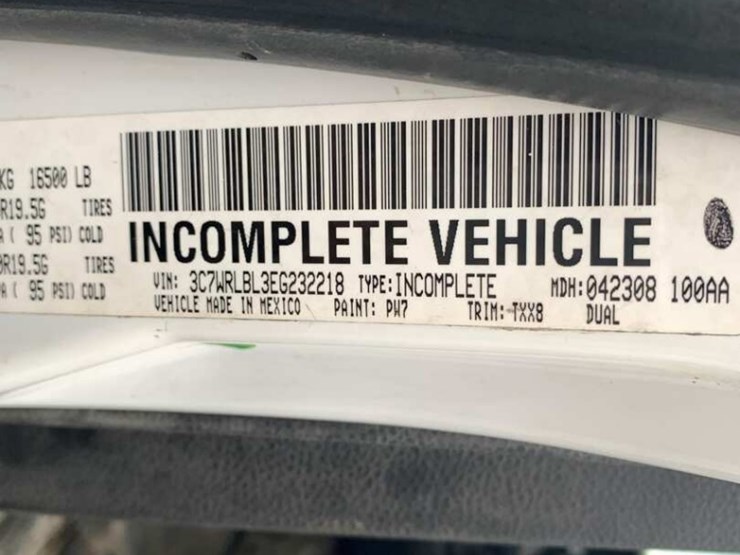 KG 16500 LB
R19.5G TIRES
( 95 PSI) COLD
R19.5G TIRES
( 95 PSI) COLD
INCOMPLETE VEHICLE
VIN: 3C7WRLBL3EG232218 TYPE: INCOMPLETE MDH: 042308 100AA
VEHICLE MADE IN MEXICO PAINT: PW7 TRIM: TXX8 DUAL